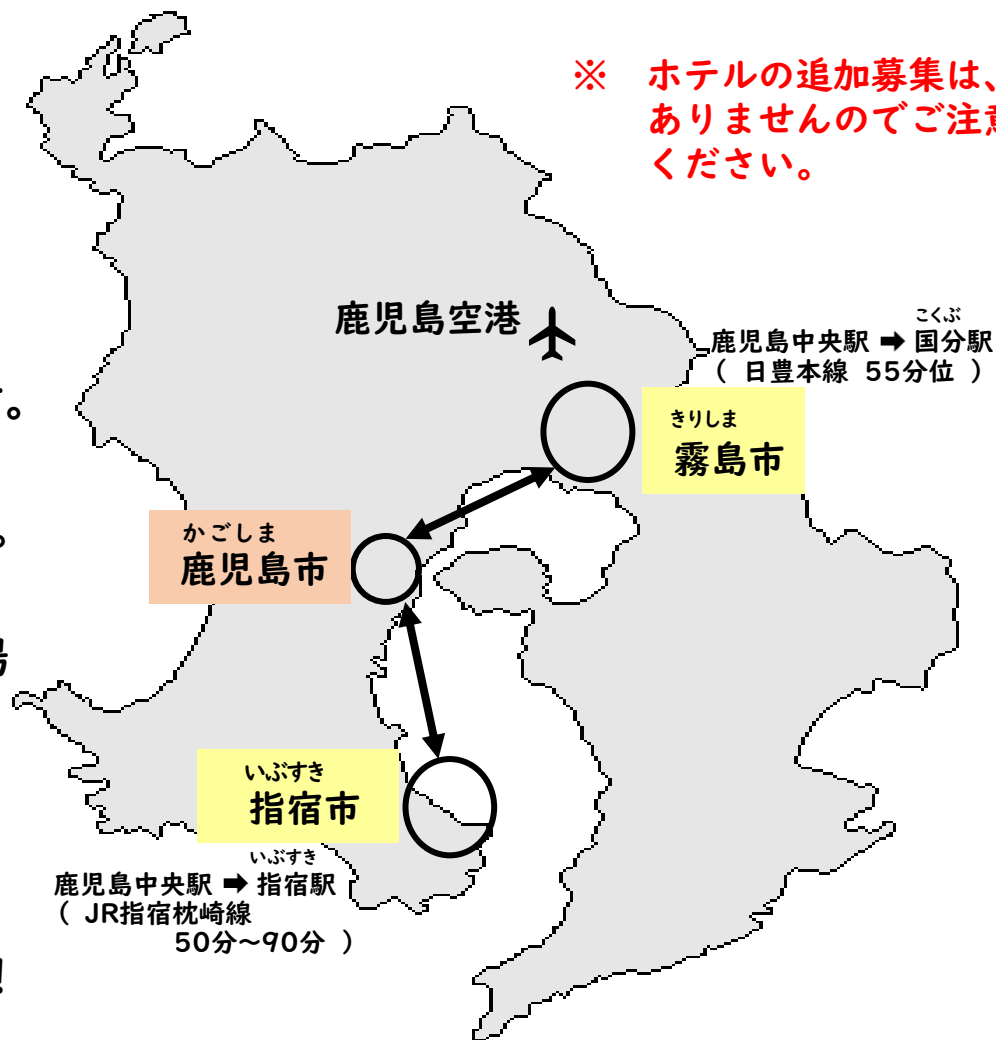 ※ ホテルの追加募集は、
ありませんのでご注意
ください。
鹿児島空港
こくぶ
鹿児島中央駅 ➡ 国分駅
( 日豊本線 55分位 )
。
きりしま
霧島市
かごしま
鹿児島市
。
いぶすき
指宿市
いぶすき
鹿児島中央駅 ➡ 指宿駅
( JR指宿枕崎線
50分~90分 )
!